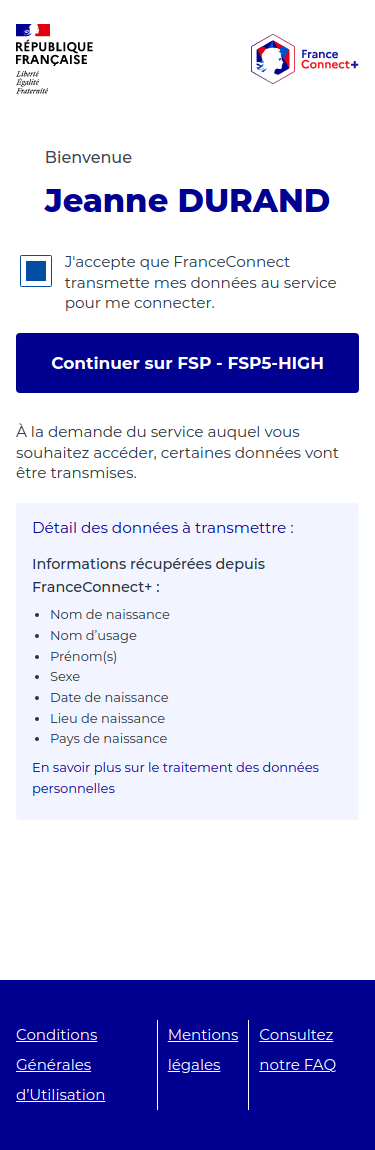 RÉPUBLIQUE
FRANÇAISE
Liberté
Égalité
Fraternité
France
Connect+
Bienvenue
Jeanne DURAND
J'accepte que FranceConnect
transmette mes données au service
pour me connecter.
Continuer sur FSP - FSP5-HIGH
À la demande du service auquel vous
souhaitez accéder, certaines données vont
être transmises.
Détail des données à transmettre :
Informations récupérées depuis
FranceConnect+ :
• Nom de naissance
• Nom d’usage
• Prénom(s)
• Sexe
• Date de naissance
• Lieu de naissance
• Pays de naissance
En savoir plus sur le traitement des données
personnelles
Conditions
Générales
d’Utilisation
Mentions
légales
Consultez
notre FAQ